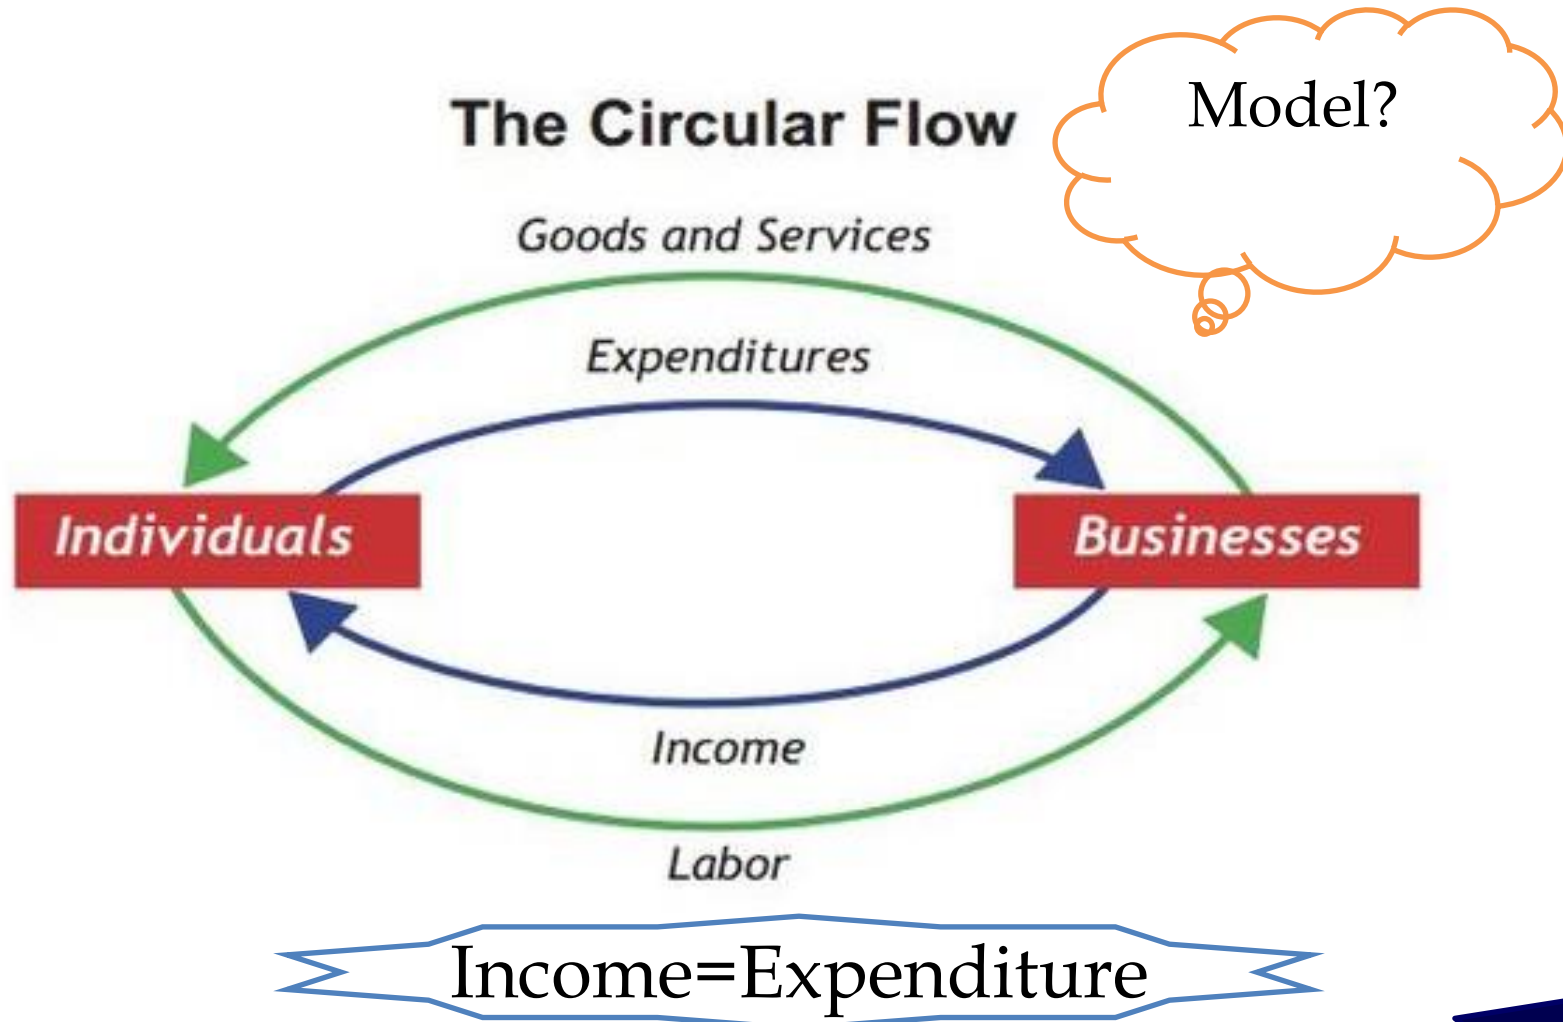 Model?
The Circular Flow
Goods and Services
Expenditures
Individuals
Businesses
Income
Labor
Income=Expenditure